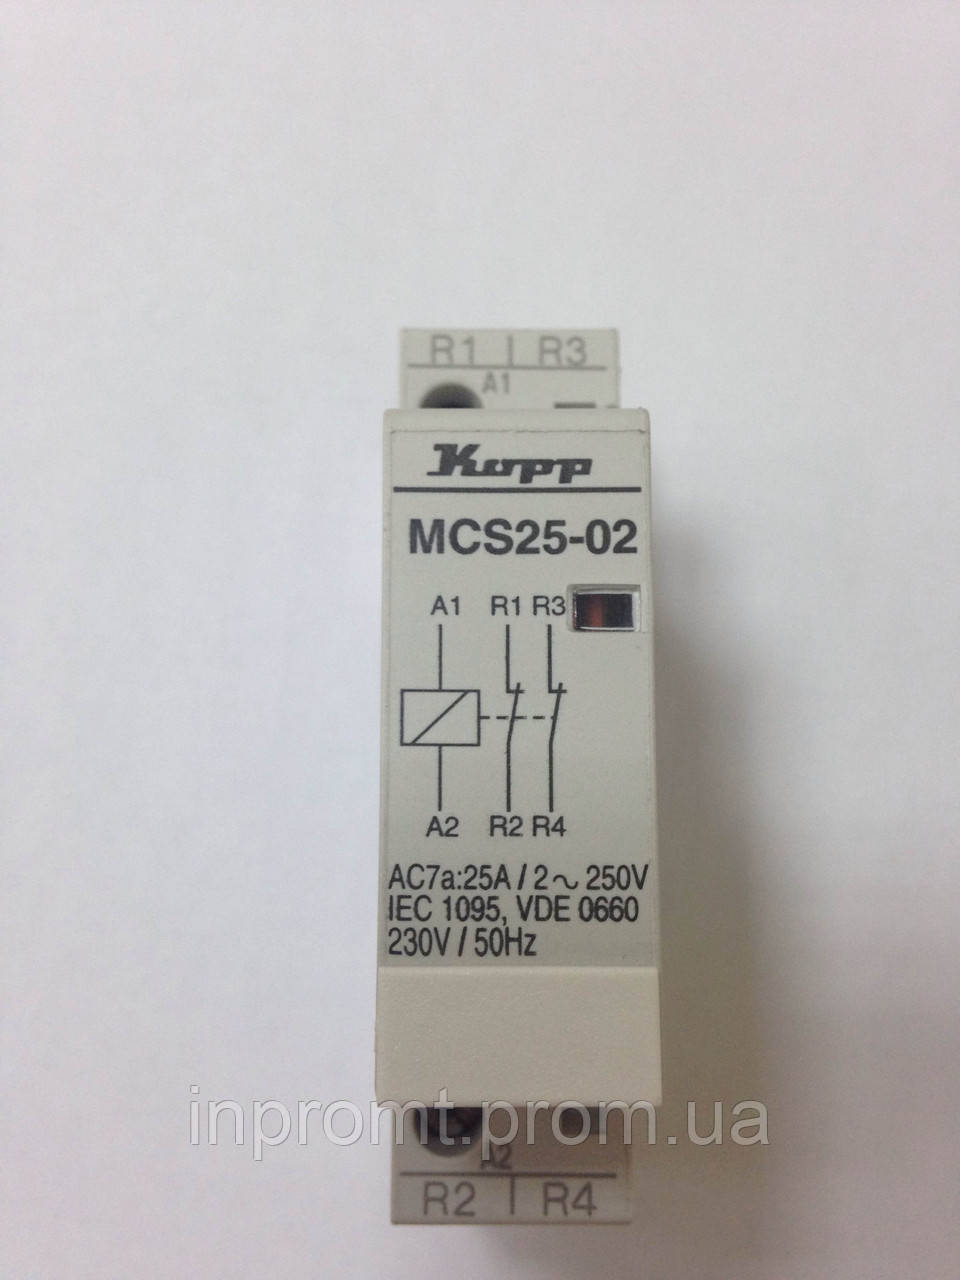 R1 | R3
A1
Kopp
MCS25-02
A1 R1 R3
A2 R2 R4
AC7a:25A / 2~ 250V
IEC 1095, VDE 0660
230V / 50Hz
inpromt.prom.ua
A2
R2 | R4